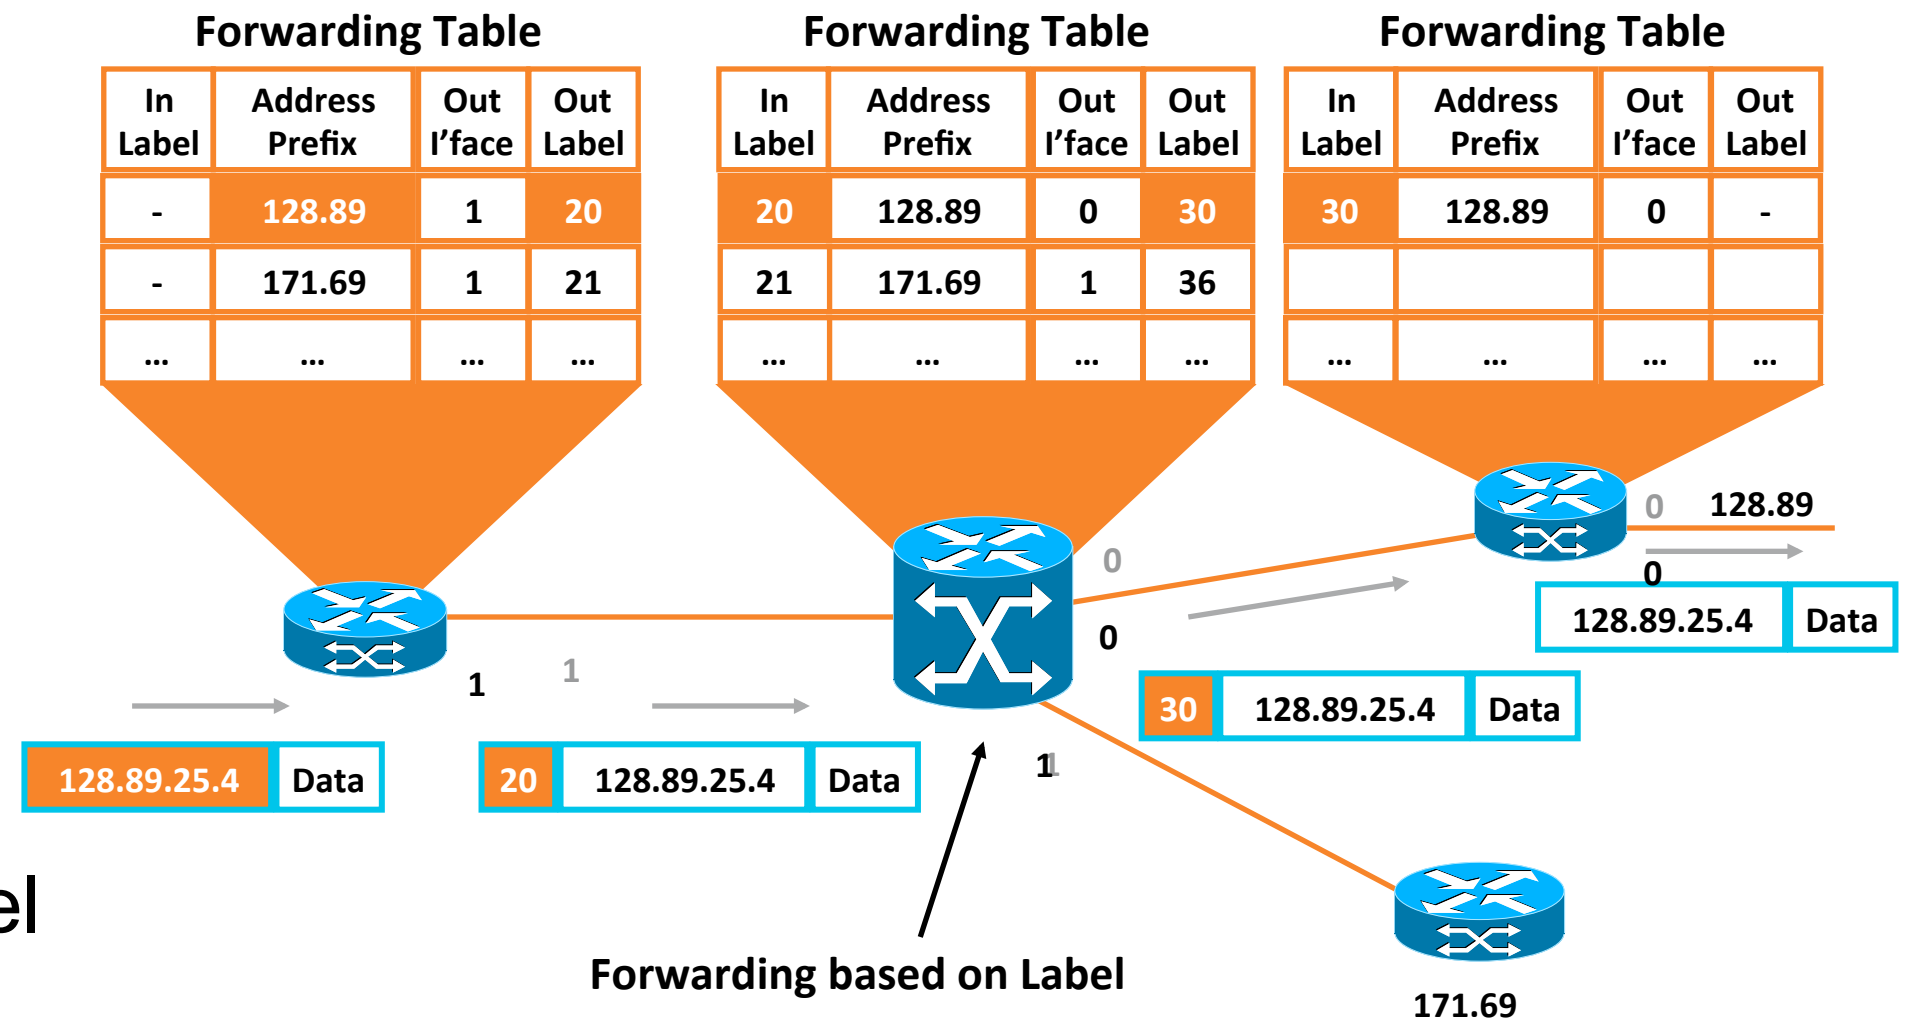 Forwarding Table Forwarding Table Forwarding Table
In Label Address Prefix Out I’face Out Label In Label Address Prefix Out I’face Out Label In Label Address Prefix Out I’face Out Label
- 128.89 1 20 20 128.89 0 30 30 128.89 0 -
- 171.69 1 21 21 171.69 1 36
... ... ... ... ... ... ... ... ... ... ... ...
0 128.89
0
0
128.89.25.4 Data
0
1 1
30 128.89.25.4 Data
128.89.25.4 Data
20 128.89.25.4 Data
1 1
el
Forwarding based on Label
171.69